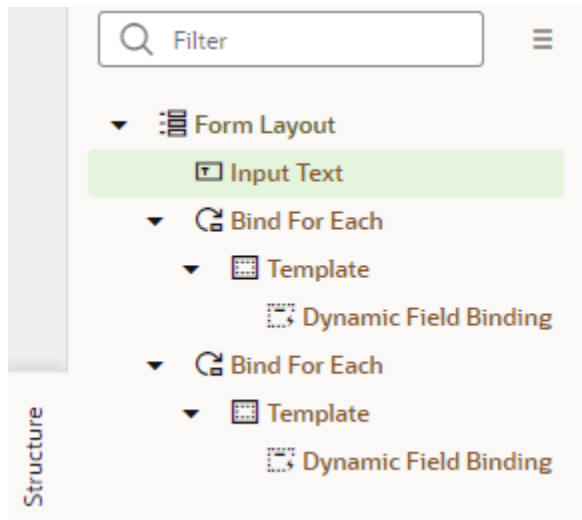 Filter
Form Layout
Input Text
Bind For Each
Template
Dynamic Field Binding
Bind For Each
Template
Dynamic Field Binding
Structure